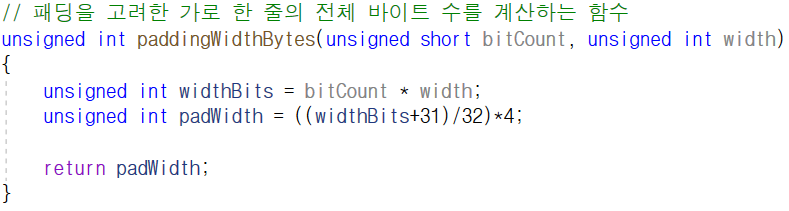 // 패딩을 고려한 가로 한 줄의 전체 바이트 수를 계산하는 함수
unsigned int paddingWidthBytes(unsigned short bitCount, unsigned int width)
{
    unsigned int widthBits = bitCount * width;
    unsigned int padWidth = ((widthBits+31)/32)*4;

    return padWidth;
}